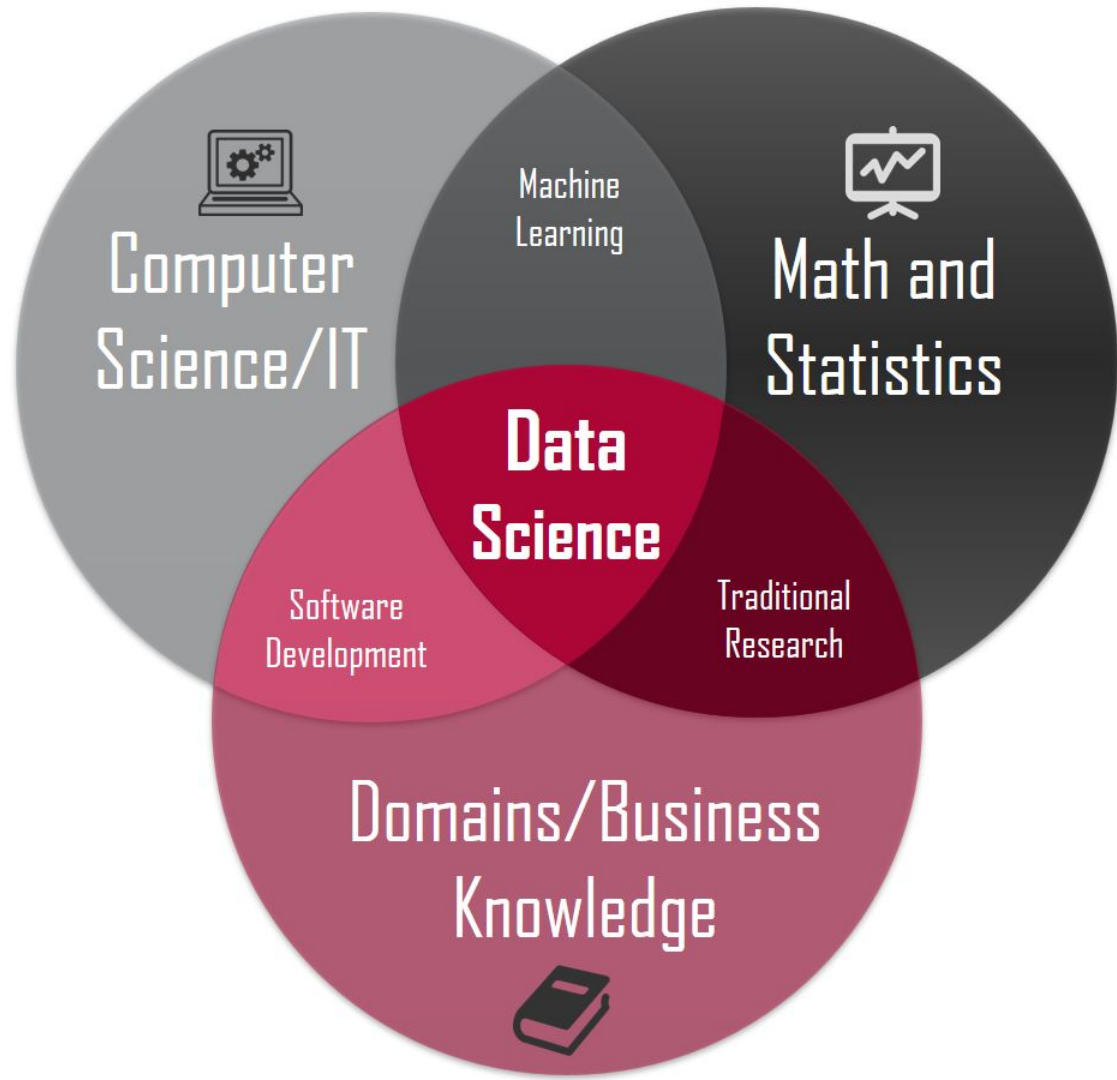 Machine
Learning
Computer
Science/IT
Math and
Statistics
Data
Science
Software
Development
Traditional
Research
Domains/Business
Knowledge